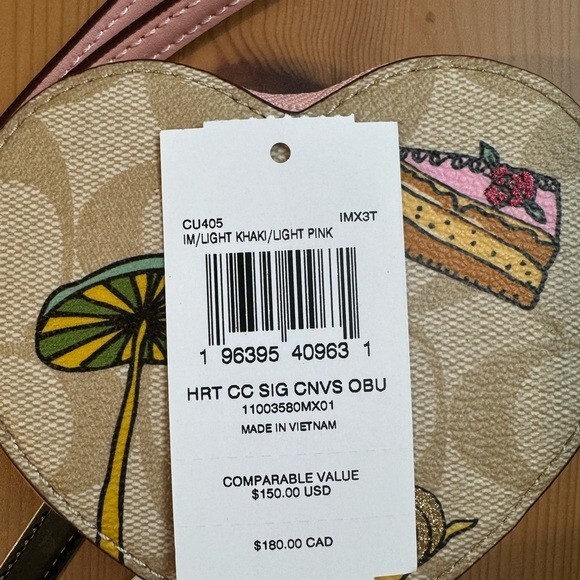 CU405 IMX3T
IM/LIGHT KHAKI/LIGHT PINK
1 96395 40963 1
HRT CC SIG CNVS OBU
11003580MX01
MADE IN VIETNAM
COMPARABLE VALUE
$150.00 USD
$180.00 CAD